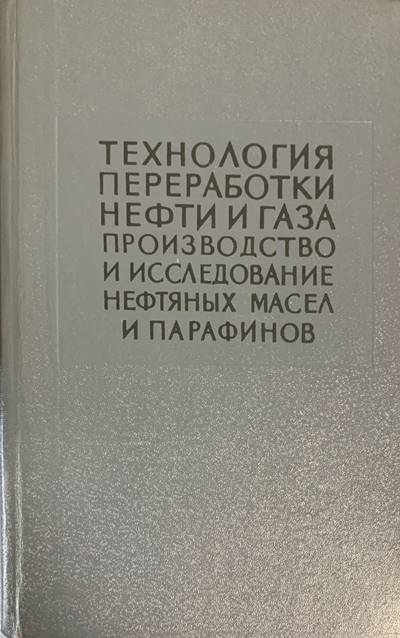 ТЕХНОЛОГИЯ
ПЕРЕРАБОТКИ
НЕФТИ И ГАЗА
ПРОИЗВОДСТВО
И ИССЛЕДОВАНИЕ
НЕФТЯНЫХ МАСЕЛ
И ПАРАФИНОВ